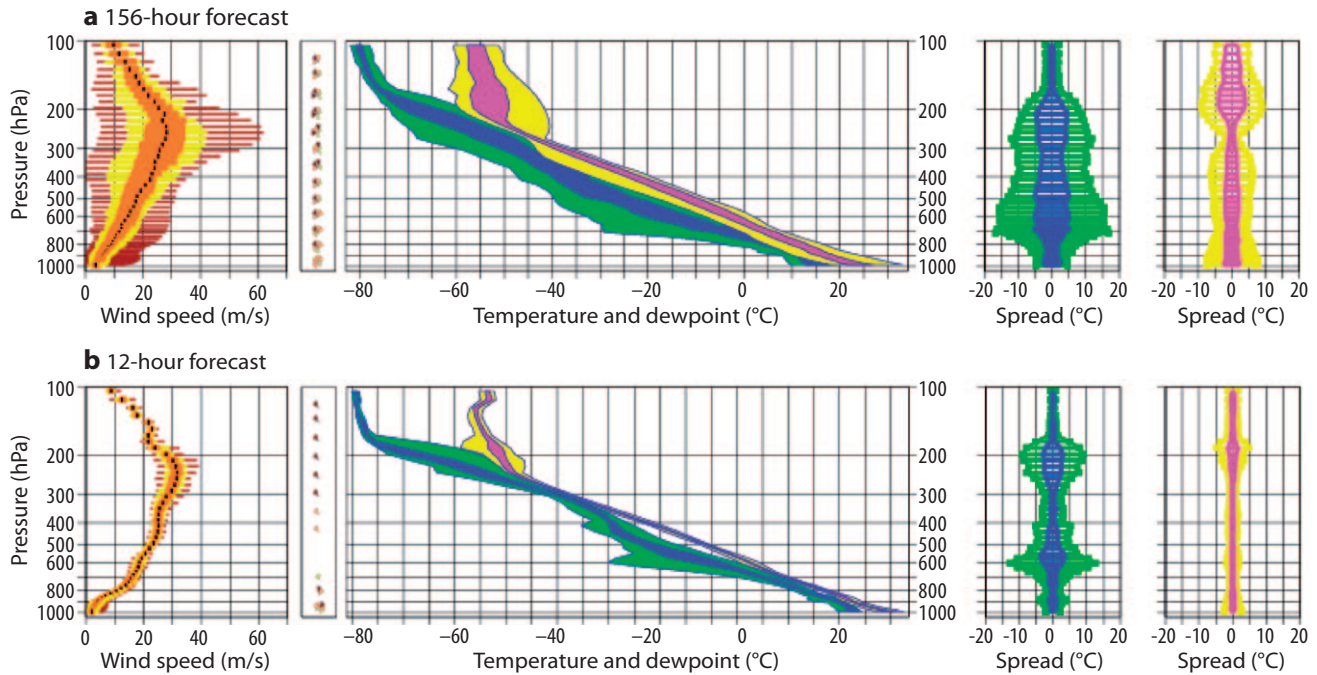 a 156-hour forecast
Pressure (hPa)
100
200
300
400
500
600
800
1000
0 20 40 60
Wind speed (m/s)
−80 −60 −40 −20 0 20
Temperature and dewpoint (°C)
100
200
300
400
500
600
800
1000
-20 -10 0 10 20
Spread (°C)
-20 -10 0 10 20
Spread (°C)
b 12-hour forecast
Pressure (hPa)
100
200
300
400
500
600
800
1000
0 20 40 60
Wind speed (m/s)
−80 −60 −40 −20 0 20
Temperature and dewpoint (°C)
100
200
300
400
500
600
800
1000
-20 -10 0 10 20
Spread (°C)
-20 -10 0 10 20
Spread (°C)